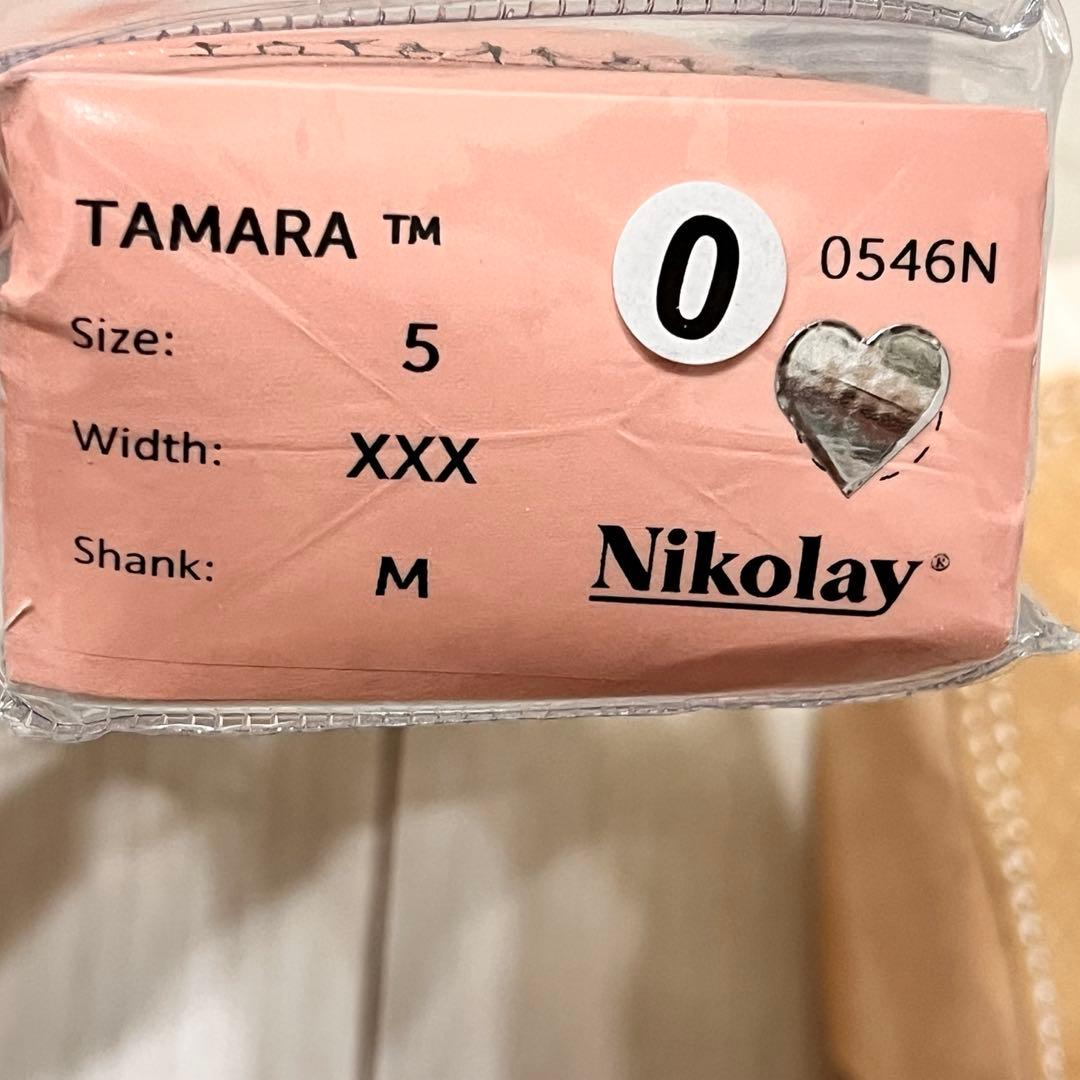 TAMARA ™
0
0546N
Size: 5
Width: XXX
Shank: M
Nikolay®